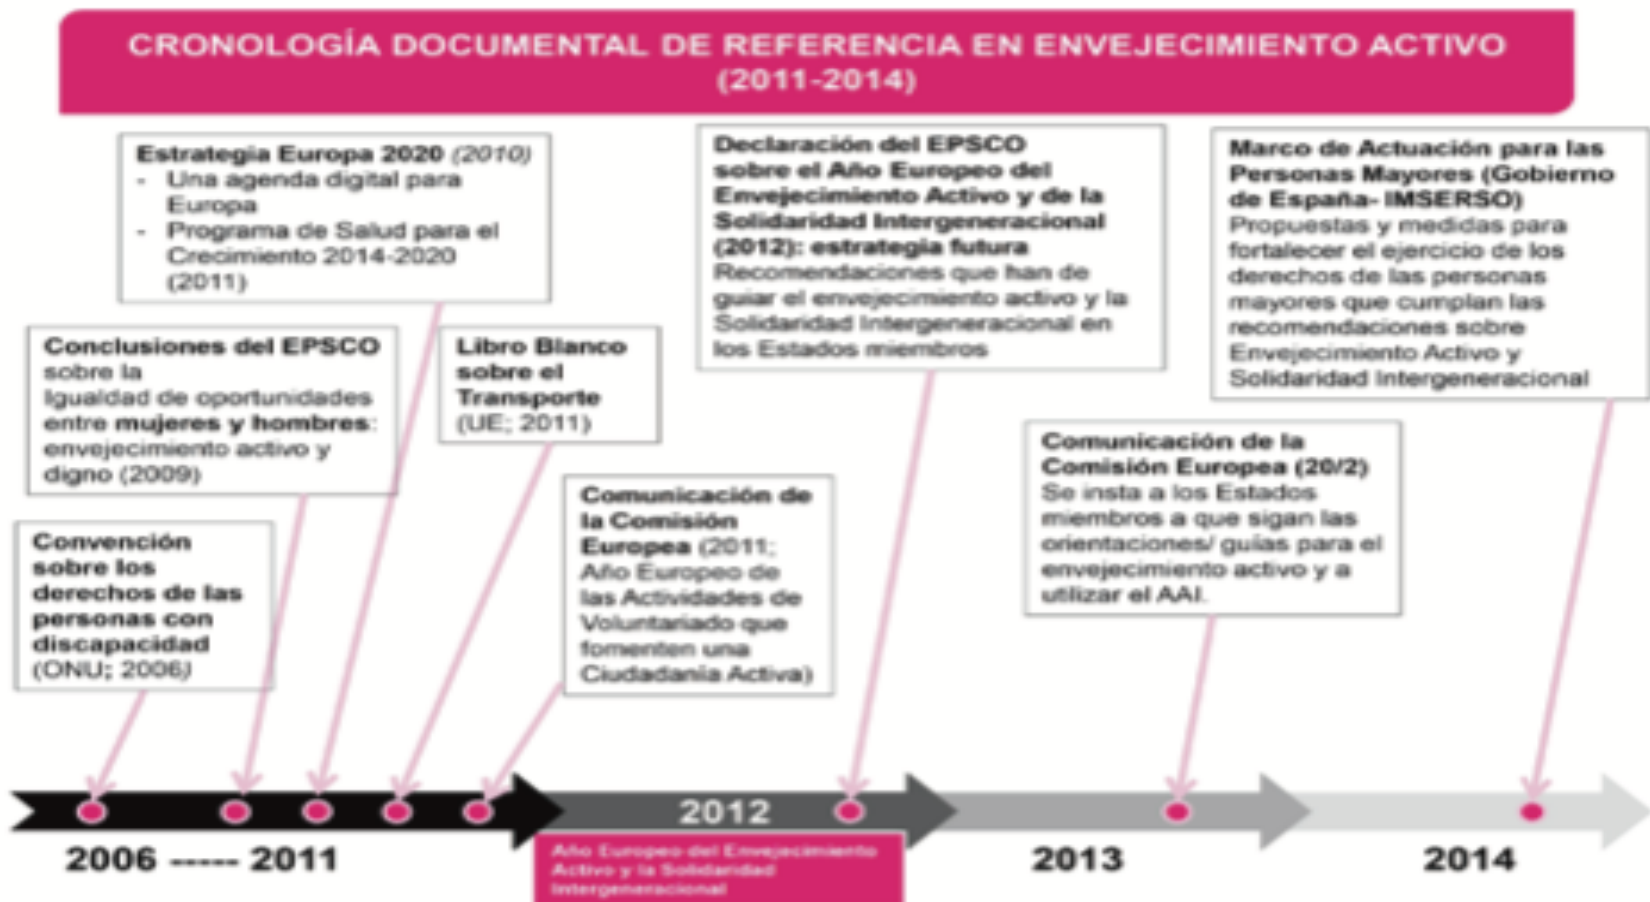 CRONOLOGÍA DOCUMENTAL DE REFERENCIA EN ENVEJECIMIENTO ACTIVO
(2011-2014)
Estrategia Europa 2020 (2010)
- Una agenda digital para
Europa
- Programa de Salud para el
Crecimiento 2014-2020
(2011)
Conclusiones del EPSCO
sobre la
Igualdad de oportunidades
entre mujeres y hombres:
envejecimiento activo y
digno (2009)
Convención
sobre los
derechos de las
personas con
discapacidad
(ONU; 2006)
Libro Blanco
sobre el
Transporte
(UE; 2011)
Comunicación de
la Comisión
Europea (2011;
Año Europeo de
las Actividades de
Voluntariado que
fomenten una
Ciudadanía Activa)
Declaración del EPSCO
sobre el Año Europeo del
Envejecimiento Activo y de la
Solidaridad Intergeneracional
(2012): estrategia futura
Recomendaciones que han de
guiar el envejecimiento activo y la
Solidaridad Intergeneracional en
los Estados miembros
Comunicación de la
Comisión Europea (20/2)
Se insta a los Estados
miembros a que sigan las
orientaciones/ guías para el
envejecimiento activo y a
utilizar el AAI.
Marco de Actuación para las
Personas Mayores (Gobierno
de España- IMSERSO)
Propuestas y medidas para
fortalecer el ejercicio de los
derechos de las personas
mayores que cumplan las
recomendaciones sobre
Envejecimiento Activo y
Solidaridad Intergeneracional
2006 ----- 2011
2012
Año Europeo del Envejecimiento
Activo y la Solidaridad
Intergeneracional
2013
2014